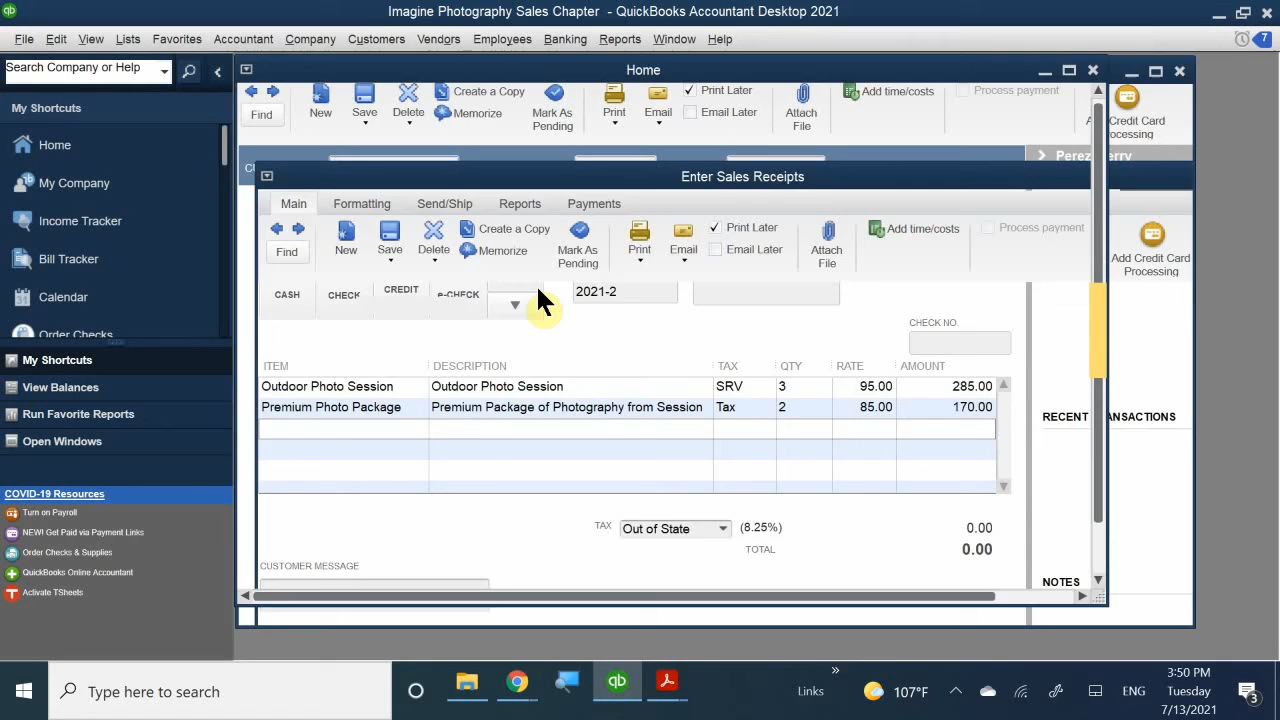 Imagine Photography Sales Chapter - QuickBooks Accountant Desktop 2021
File Edit View Lists Favorites Accountant Company Customers Vendors Employees Banking Reports Window Help
7
Search Company or Help
My Shortcuts
Home
My Company
Income Tracker
Bill Tracker
Calendar
Order Checks
My Shortcuts
View Balances
Run Favorite Reports
Open Windows
COVID-19 Resources
Turn on Payroll
NEW! Get Paid via Payment Links
Order Checks & Supplies
QuickBooks Online Accountant
Activate TSheets
Home
Find
New
Save
Delete
Create a Copy
Memorize
Mark As
Pending
Print
Email
Print Later
Email Later
Attach
File
Add time/costs
Process payment
Credit Card
Processing
Enter Sales Receipts
Main Formatting Send/Ship Reports Payments
Find
New
Save
Delete
Create a Copy
Memorize
Mark As
Pending
Print
Email
Print Later
Email Later
Attach
File
Add time/costs
Process payment
Add Credit Card
Processing
CASH CHECK CREDIT e-CHECK
2021-2
CHECK NO.
ITEM DESCRIPTION TAX QTY RATE AMOUNT
Outdoor Photo Session Outdoor Photo Session SRV 3 95.00 285.00
Premium Photo Package Premium Package of Photography from Session Tax 2 85.00 170.00
TAX Out of State (8.25%) 0.00
TOTAL 0.00
CUSTOMER MESSAGE
NOTES
Type here to search
Links
107°F
ENG
3:50 PM
Tuesday
7/13/2021
3